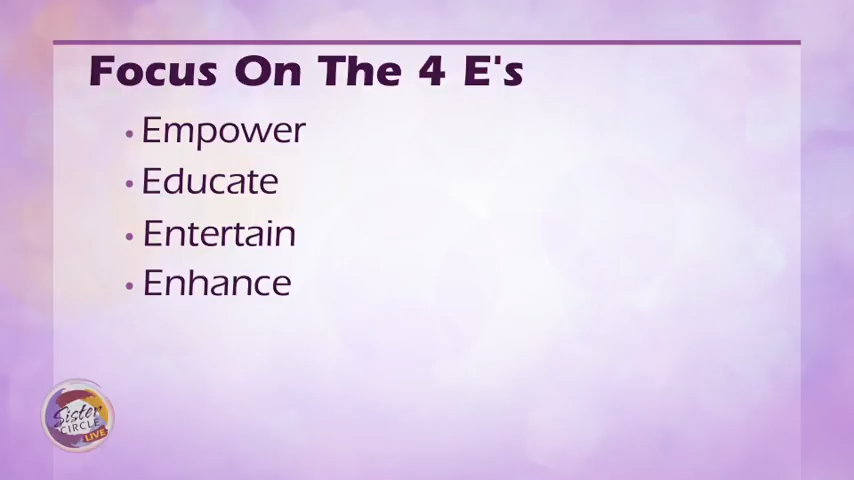 Focus On The 4 E's
• Empower
• Educate
• Entertain
• Enhance
Sister
CIRCLE
LIVE